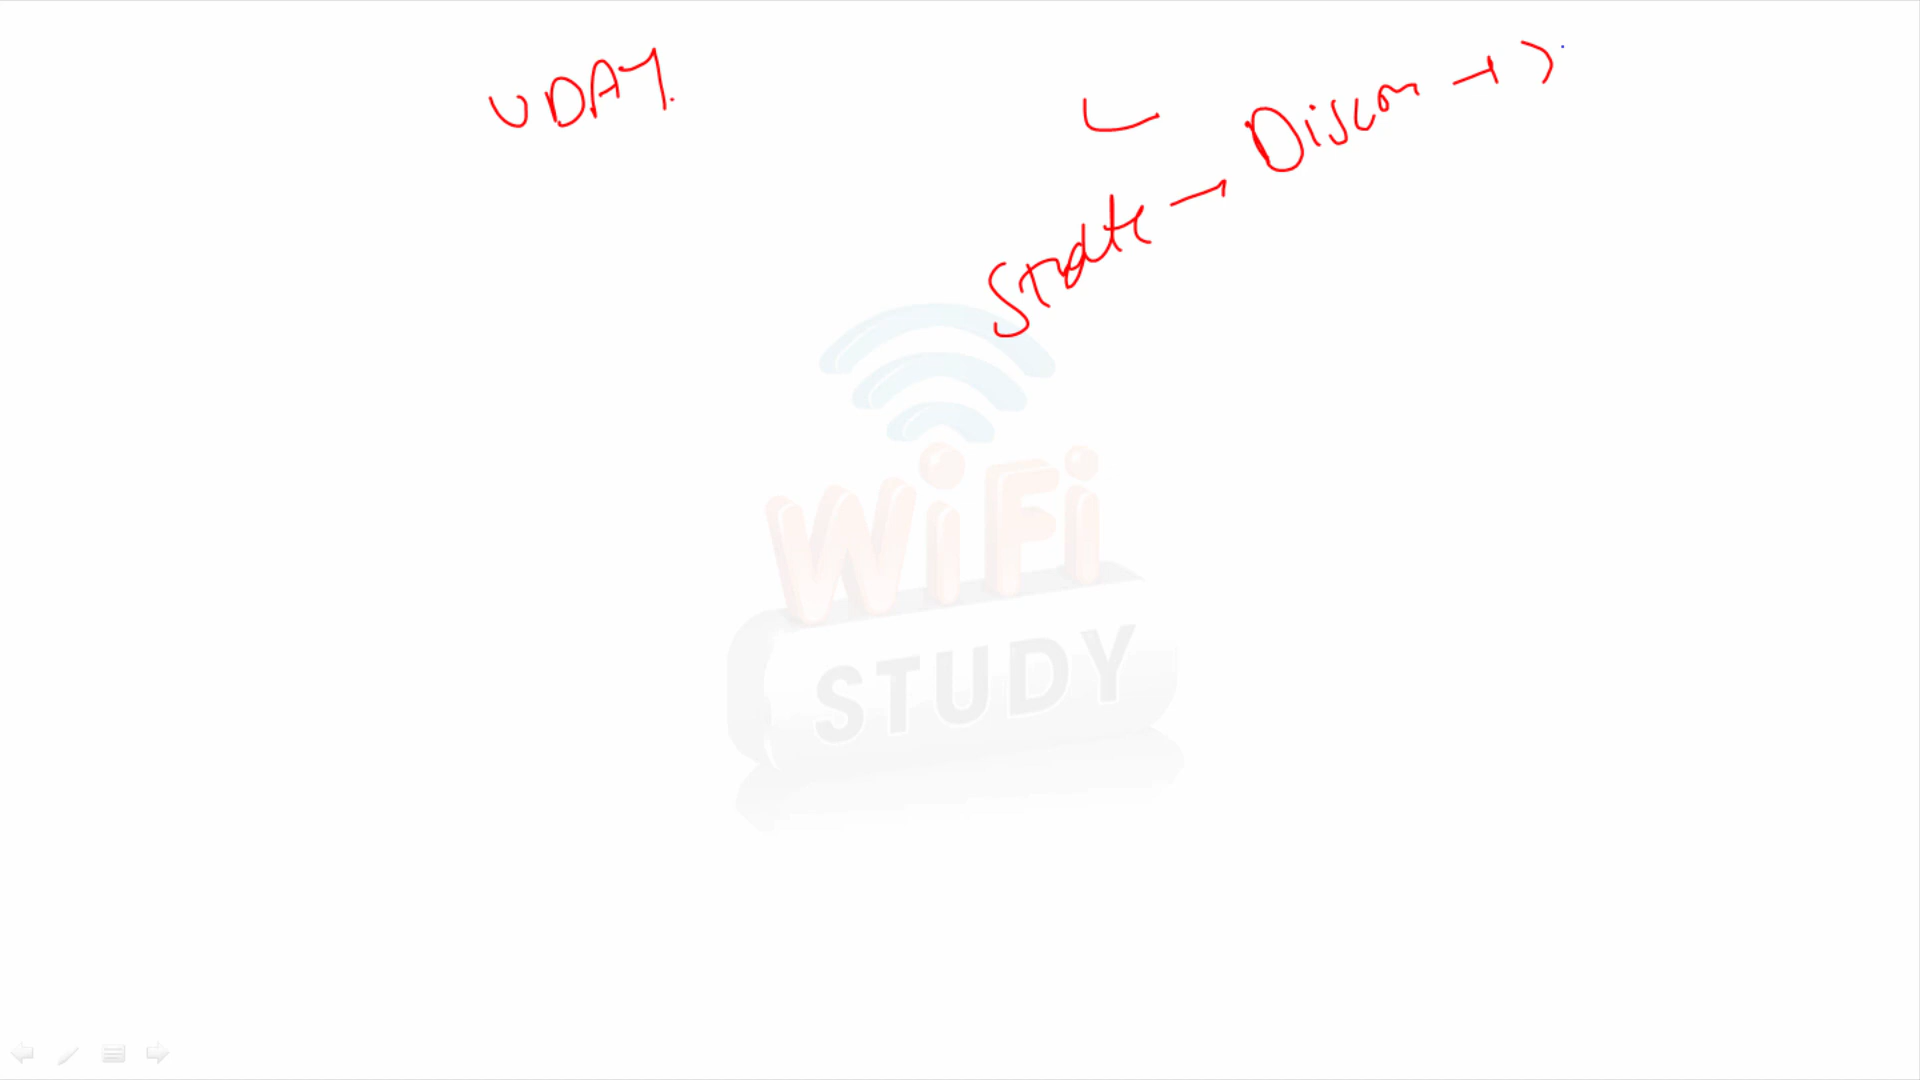 UDAY.
State → Discom →
WiFi
STUDY